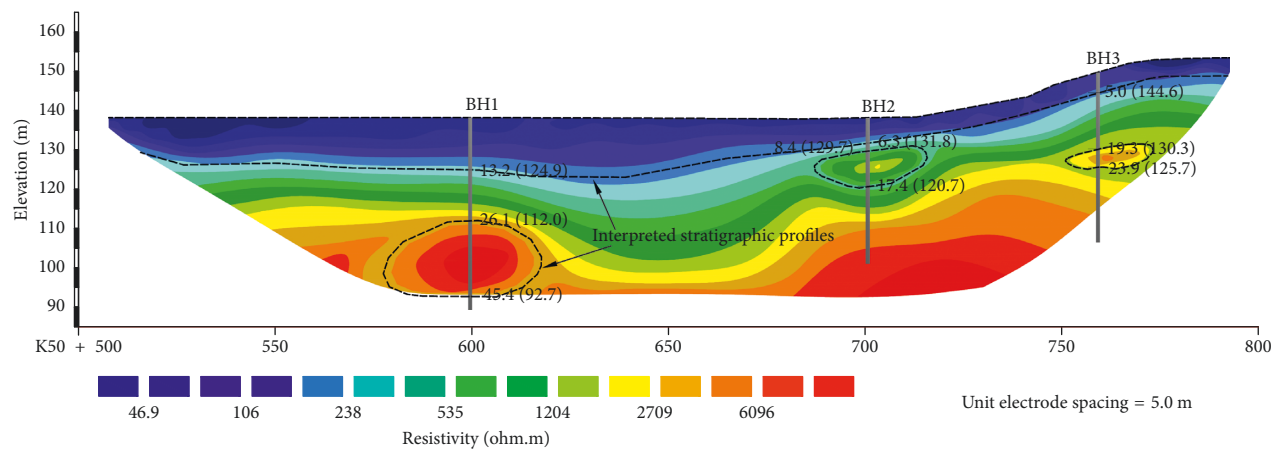 160
150
140
130
120
110
100
90
Elevation (m)
BH1
BH2
BH3
13.2 (124.9)
26.1 (112.0)
45.4 (92.7)
8.4 (129.7)
6.3 (131.8)
17.4 (120.7)
5.0 (144.6)
19.3 (130.3)
23.9 (125.7)
Interpreted stratigraphic profiles
K50 + 500 550 600 650 700 750 800
46.9 106 238 535 1204 2709 6096
Resistivity (ohm.m)
Unit electrode spacing = 5.0 m